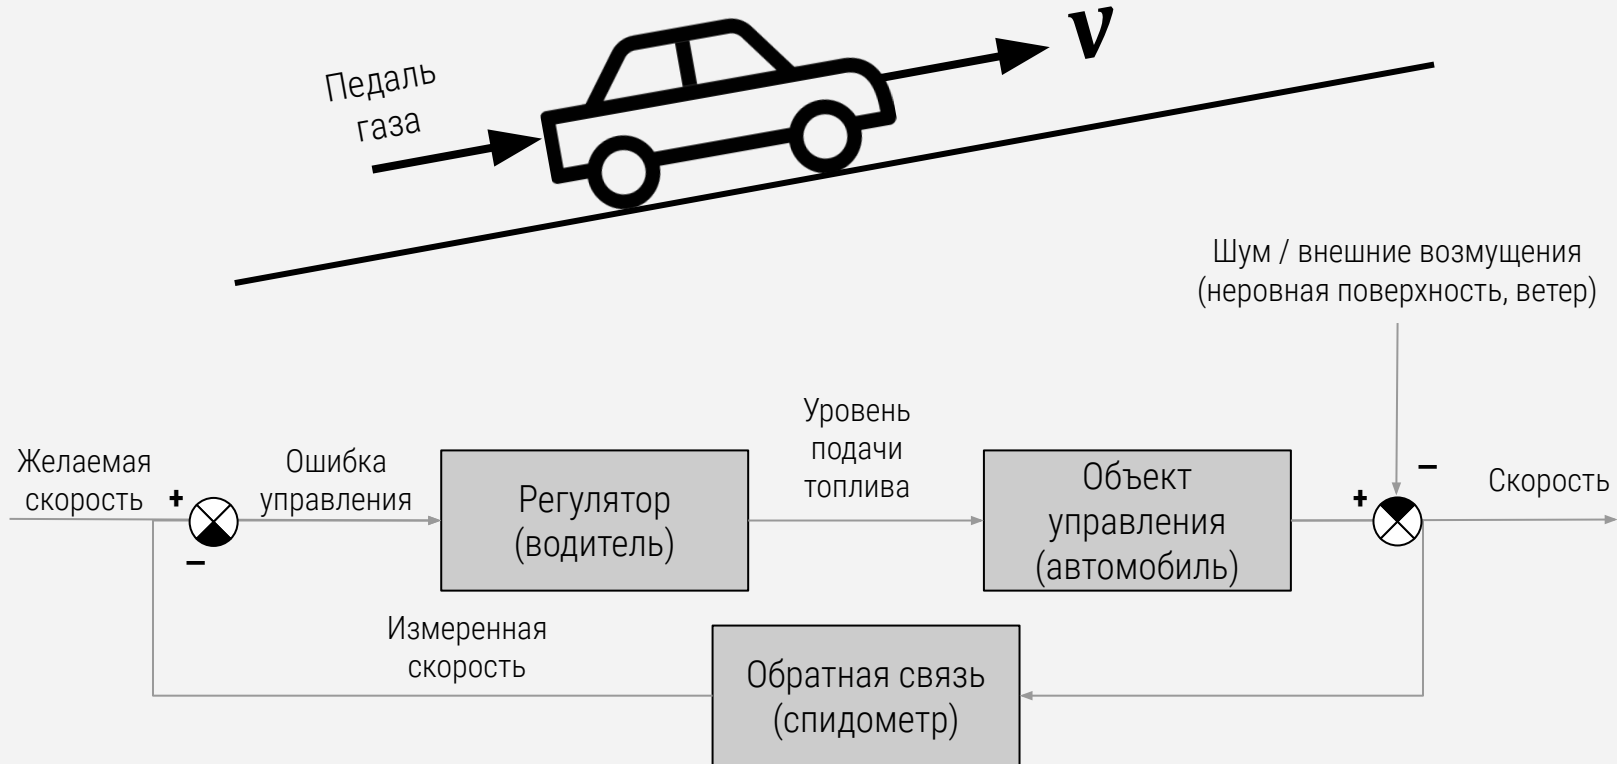 Педаль
газа
v
Шум / внешние возмущения
(неровная поверхность, ветер)
Желаемая
скорость
+
–
Ошибка
управления
Регулятор
(водитель)
Уровень
подачи
топлива
Объект
управления
(автомобиль)
+
–
Скорость
Измеренная
скорость
Обратная связь
(спидометр)